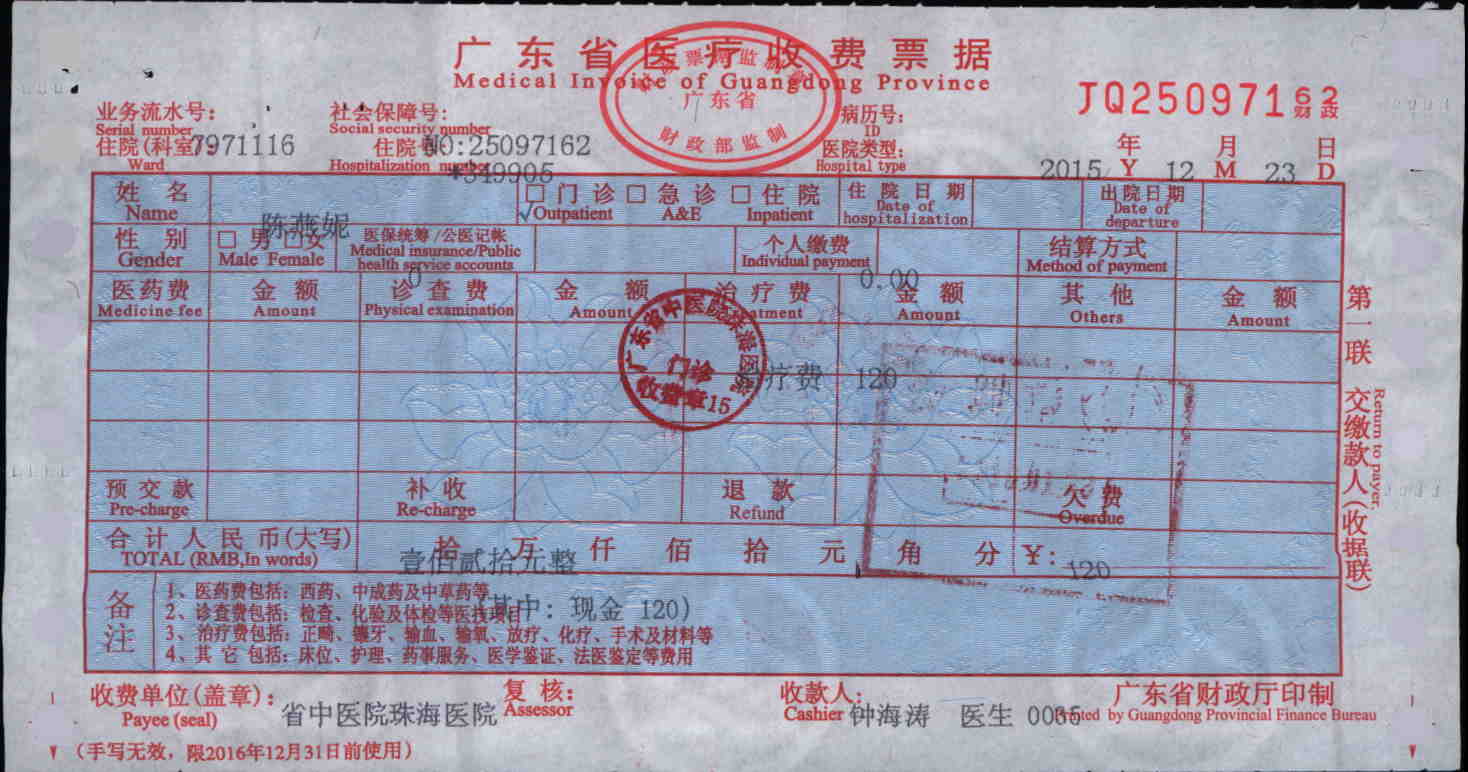 广东省医疗收费票据
Medical Invoice of Guangdong Province
广东省
财政部监制
JQ25097162
财政
业务流水号：
Serial number
社会保障号：
Social security number
病历号：
ID
年 月 日
住院(科室)： 7971116
Ward
住院号： NO:25097162
Hospitalization number
*349905
医院类型：
Hospital type
2015 Y 12 M 23 D
姓名
Name
陈燕妮
□门诊 □急诊 □住院
√Outpatient A&E Inpatient
住院日期
Date of
hospitalization
出院日期
Date of
departure
性别
Gender
□男 □女
Male Female
医保统筹/公医记帐
Medical insurance/Public
health service accounts
0
个人缴费
Individual payment
0.00
结算方式
Method of payment
医药费 金额 诊查费 金额 治疗费 金额 其他 金额
Medicine fee Amount Physical examination Amount Treatment Amount Others Amount
广东省中医院珠海医院
门诊
收费章15
治疗费 120
预交款 补收 退款 欠费
Pre-charge Re-charge Refund Overdue
合计人民币(大写) 拾 万 仟 佰 拾 元 角 分 ￥:
TOTAL (RMB,In words)
壹佰贰拾元整 120
备注
1、医药费包括：西药、中成药及中草药等
2、诊查费包括：检查、化验及体检等医技项目
其中: 现金 120)
3、治疗费包括：正畸、镶牙、输血、输氧、放疗、化疗、手术及材料等
4、其它 包括：床位、护理、药事服务、医学鉴证、法医鉴定等费用
第一联 交缴款人(收据联)
Return to payer
收费单位(盖章)：
Payee (seal)
省中医院珠海医院
复核：
Assessor
收款人：
Cashier 钟海涛 医生 0035
广东省财政厅印制
Printed by Guangdong Provincial Finance Bureau
(手写无效，限2016年12月31日前使用)